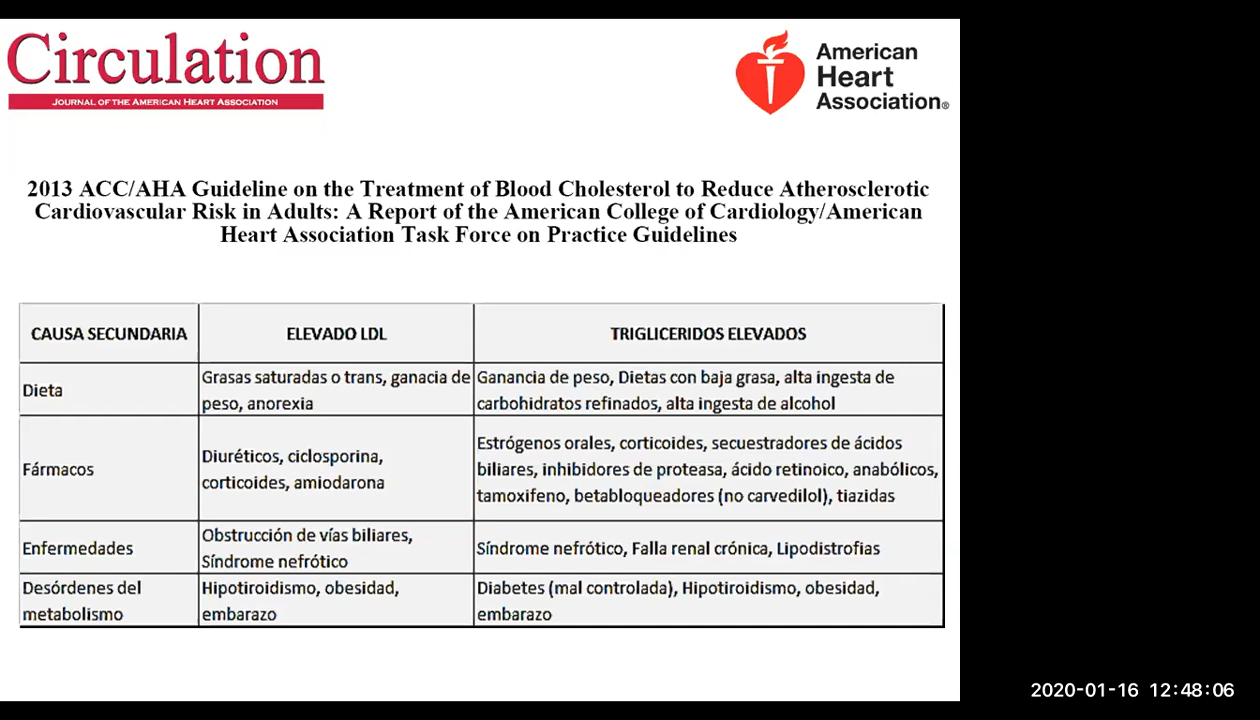 Circulation
JOURNAL OF THE AMERICAN HEART ASSOCIATION
American
Heart
Association®
2013 ACC/AHA Guideline on the Treatment of Blood Cholesterol to Reduce Atherosclerotic
Cardiovascular Risk in Adults: A Report of the American College of Cardiology/American
Heart Association Task Force on Practice Guidelines
CAUSA SECUNDARIA
ELEVADO LDL
TRIGLICERIDOS ELEVADOS
Dieta
Grasas saturadas o trans, ganacia de
peso, anorexia
Ganancia de peso, Dietas con baja grasa, alta ingesta de
carbohidratos refinados, alta ingesta de alcohol
Fármacos
Diuréticos, ciclosporina,
corticoides, amiodarona
Estrógenos orales, corticoides, secuestradores de ácidos
biliares, inhibidores de proteasa, ácido retinoico, anabólicos,
tamoxifeno, betabloqueadores (no carvedilol), tiazidas
Enfermedades
Obstrucción de vías biliares,
Síndrome nefrótico
Síndrome nefrótico, Falla renal crónica, Lipodistrofias
Desórdenes del
metabolismo
Hipotiroidismo, obesidad,
embarazo
Diabetes (mal controlada), Hipotiroidismo, obesidad,
embarazo
2020-01-16 12:48:06